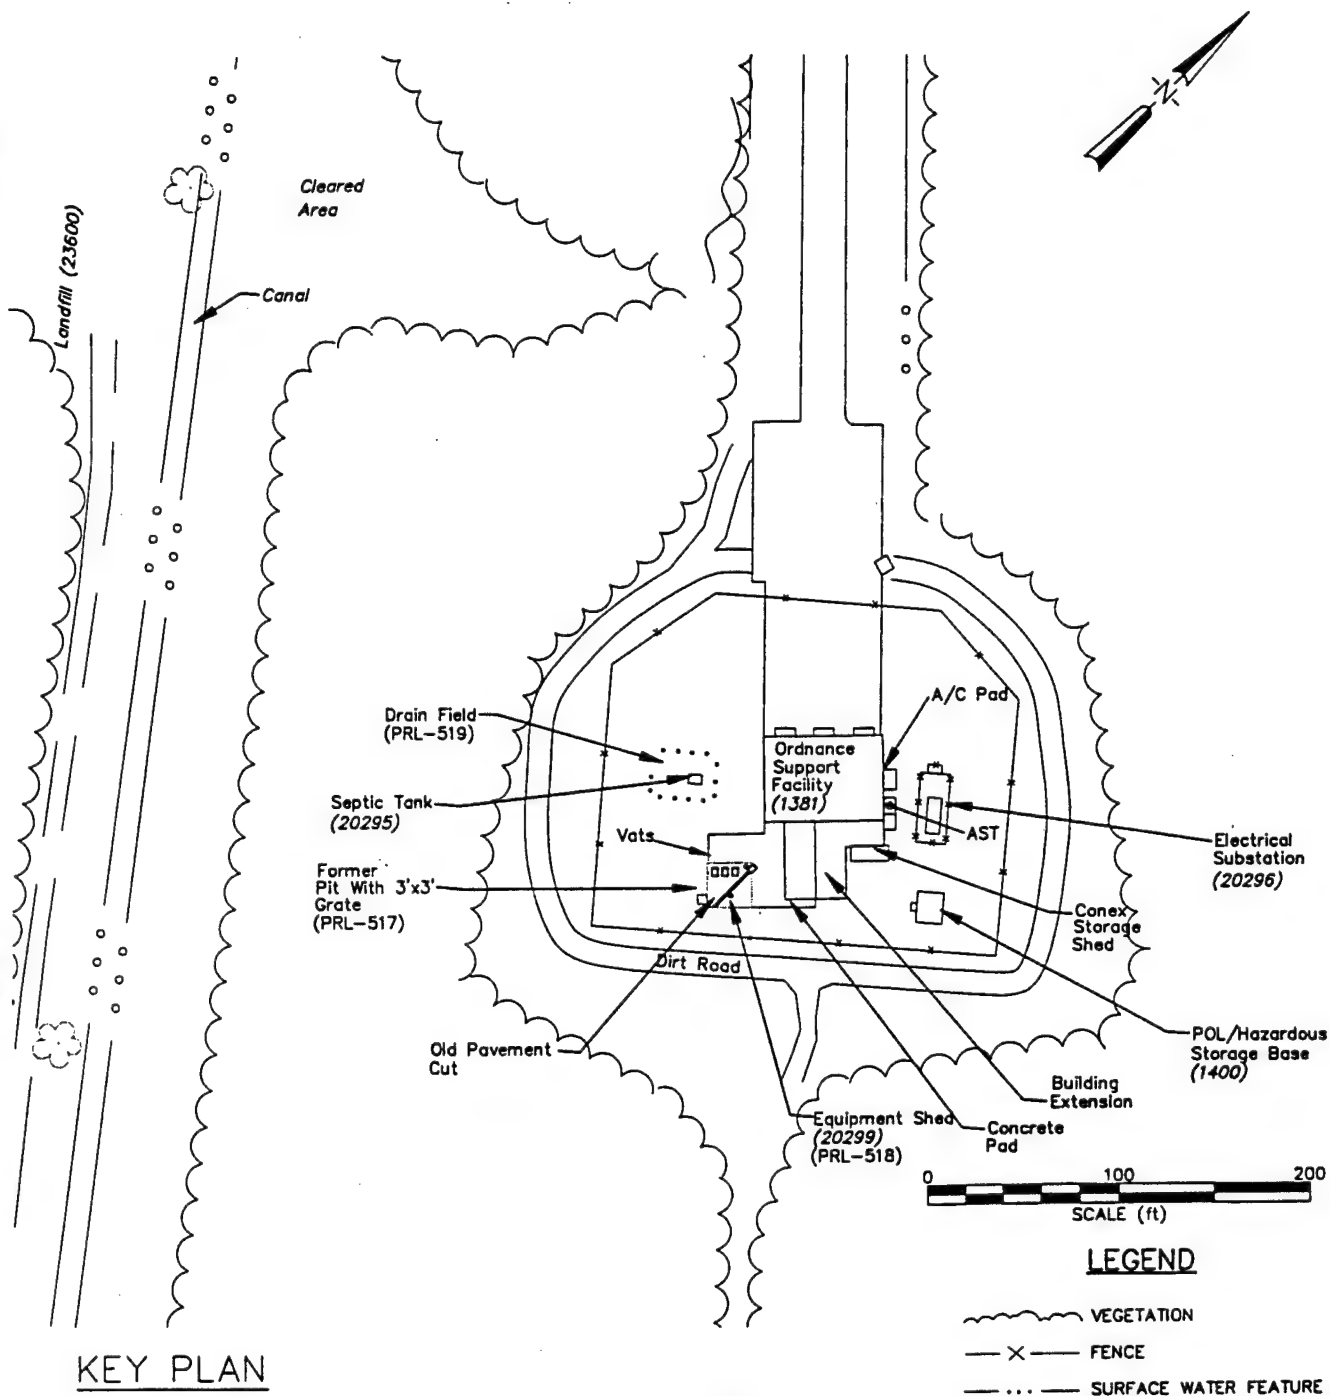 N
Cleared
Area
Landfill (23600)
Canal
A/C Pad
Drain Field
(PRL-519)
Ordnance
Support
Facility
(1381)
Septic Tank
(20295)
AST
Vats
Electrical
Substation
(20296)
Former
Pit With 3'x3'
Grate
(PRL-517)
Conex
Storage
Shed
Dirt Road
Old Pavement
Cut
POL/Hazardous
Storage Base
(1400)
Building
Extension
Equipment Shed
(20299)
(PRL-518)
Concrete
Pad
0 100 200
SCALE (ft)
LEGEND
VEGETATION
FENCE
SURFACE WATER FEATURE
KEY PLAN